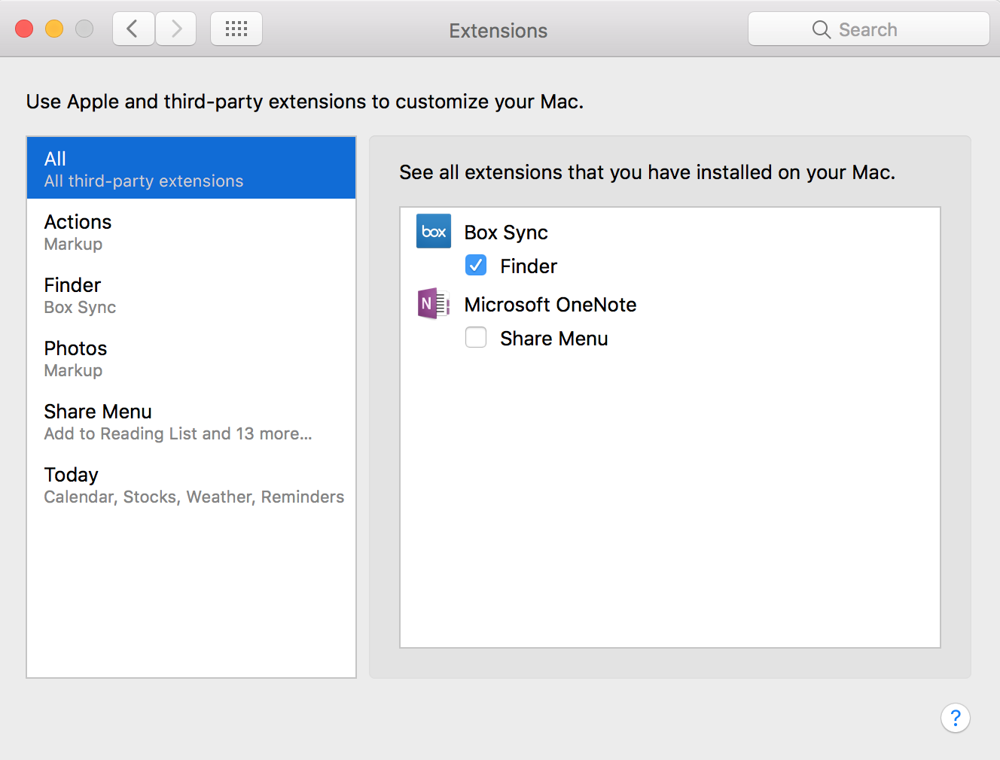 Extensions
Search
Use Apple and third-party extensions to customize your Mac.
All
All third-party extensions
Actions
Markup
Finder
Box Sync
Photos
Markup
Share Menu
Add to Reading List and 13 more...
Today
Calendar, Stocks, Weather, Reminders
See all extensions that you have installed on your Mac.
box
Box Sync
Finder
N
Microsoft OneNote
Share Menu
?